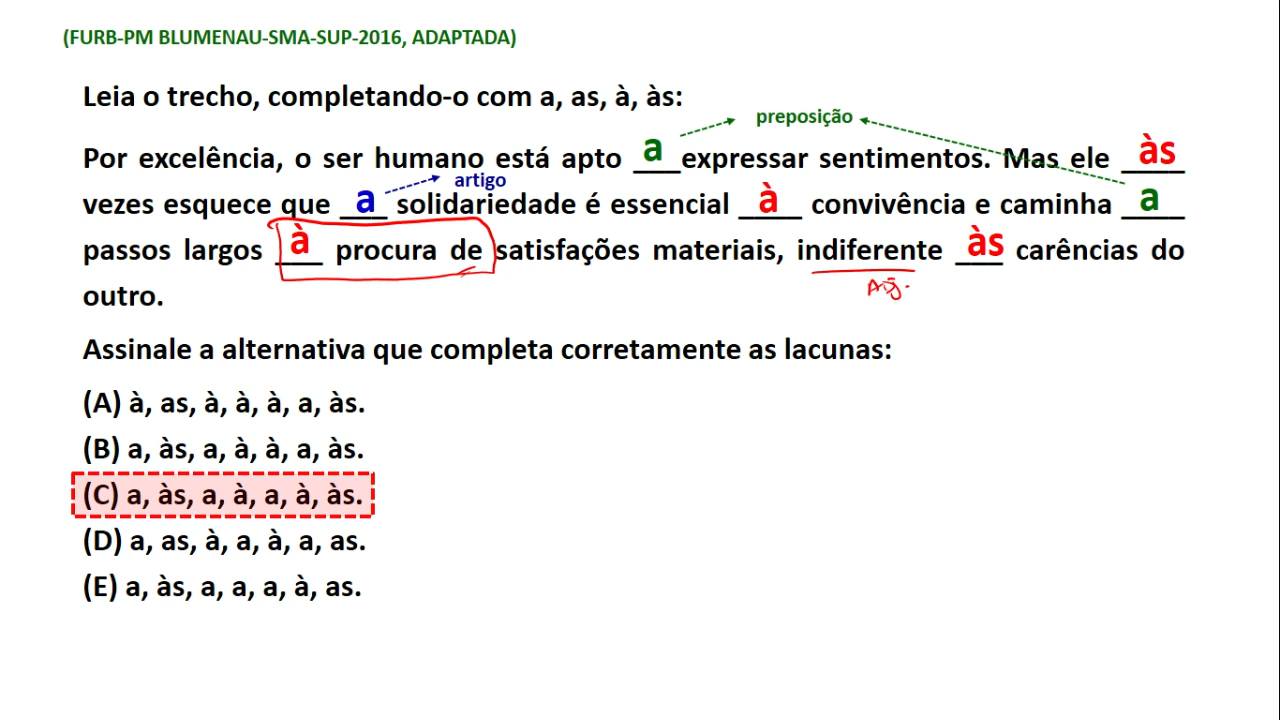 (FURB-PM BLUMENAU-SMA-SUP-2016, ADAPTADA)
Leia o trecho, completando-o com a, as, à, às:
preposição
Por excelência, o ser humano está apto a expressar sentimentos. Mas ele às
artigo
vezes esquece que a solidariedade é essencial à convivência e caminha a
passos largos à procura de satisfações materiais, indiferente às carências do
Adj.
outro.
Assinale a alternativa que completa corretamente as lacunas:
(A) à, as, à, à, à, a, às.
(B) a, às, a, à, à, a, às.
(C) a, às, a, à, a, à, às.
(D) a, as, à, a, à, a, as.
(E) a, às, a, a, a, à, as.